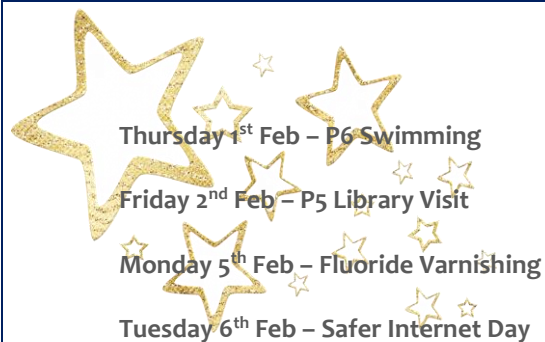 Thursday 1st Feb – P6 Swimming
Friday 2nd Feb – P5 Library Visit
Monday 5th Feb – Fluoride Varnishing
Tuesday 6th Feb – Safer Internet Day